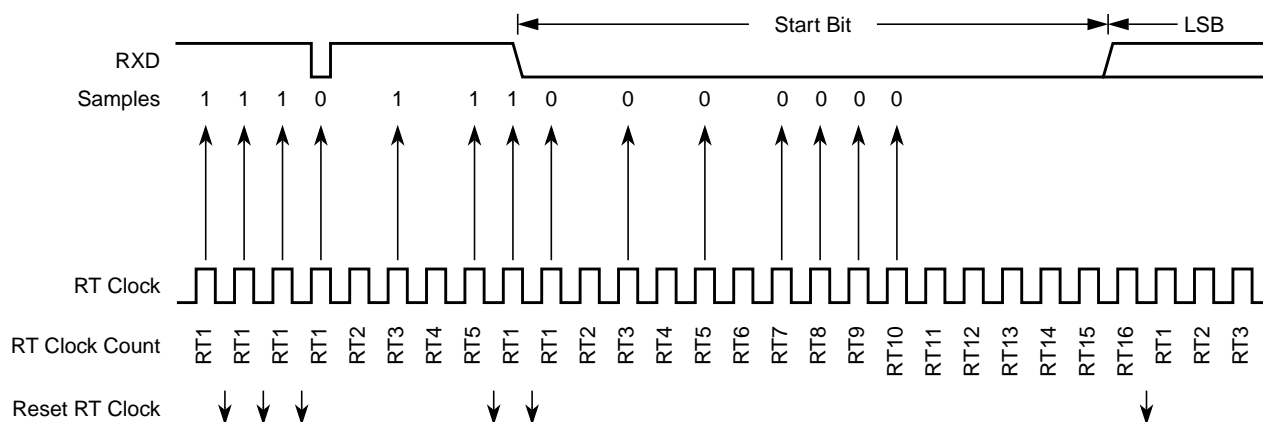 Start Bit LSB
RXD
Samples 1 1 1 0 1 1 1 0 0 0 0 0 0 0
RT Clock
RT Clock Count RT1 RT1 RT1 RT1 RT2 RT3 RT4 RT5 RT1 RT1 RT2 RT3 RT4 RT5 RT6 RT7 RT8 RT9 RT10 RT11 RT12 RT13 RT14 RT15 RT16 RT1 RT2 RT3
Reset RT Clock